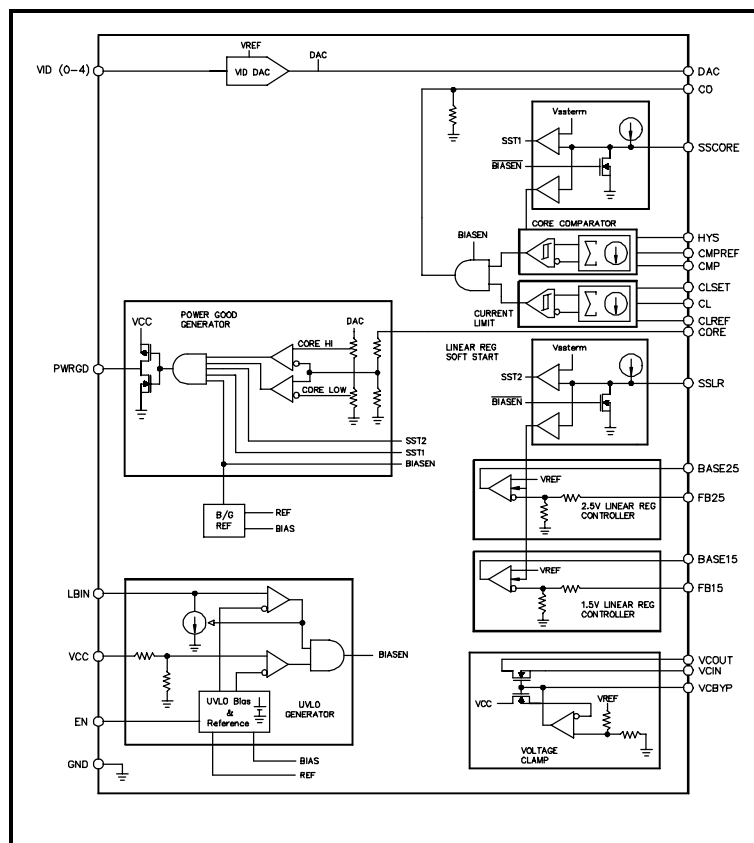 VREF
VID (0-4)
VID DAC
DAC
DAC
CO
Vssterm
SST1
BIASEN
SSCORE
CORE COMPARATOR
HYS
CMPREF
CMP
BIASEN
CURRENT
LIMIT
CLSET
CL
CLREF
CORE
POWER GOOD
GENERATOR
VCC
DAC
CORE HI
CORE LOW
PWRGD
SST2
SST1
BIASEN
LINEAR REG
SOFT START
Vssterm
SST2
BIASEN
SSLR
B/G
REF
REF
BIAS
BASE25
VREF
FB25
2.5V LINEAR REG
CONTROLLER
BASE15
VREF
FB15
1.5V LINEAR REG
CONTROLLER
LBIN
VCC
BIASEN
EN
UVLO Bias
&
Reference
UVLO
GENERATOR
BIAS
REF
GND
VCOUT
VCIN
VCBYP
VCC
VREF
VOLTAGE
CLAMP